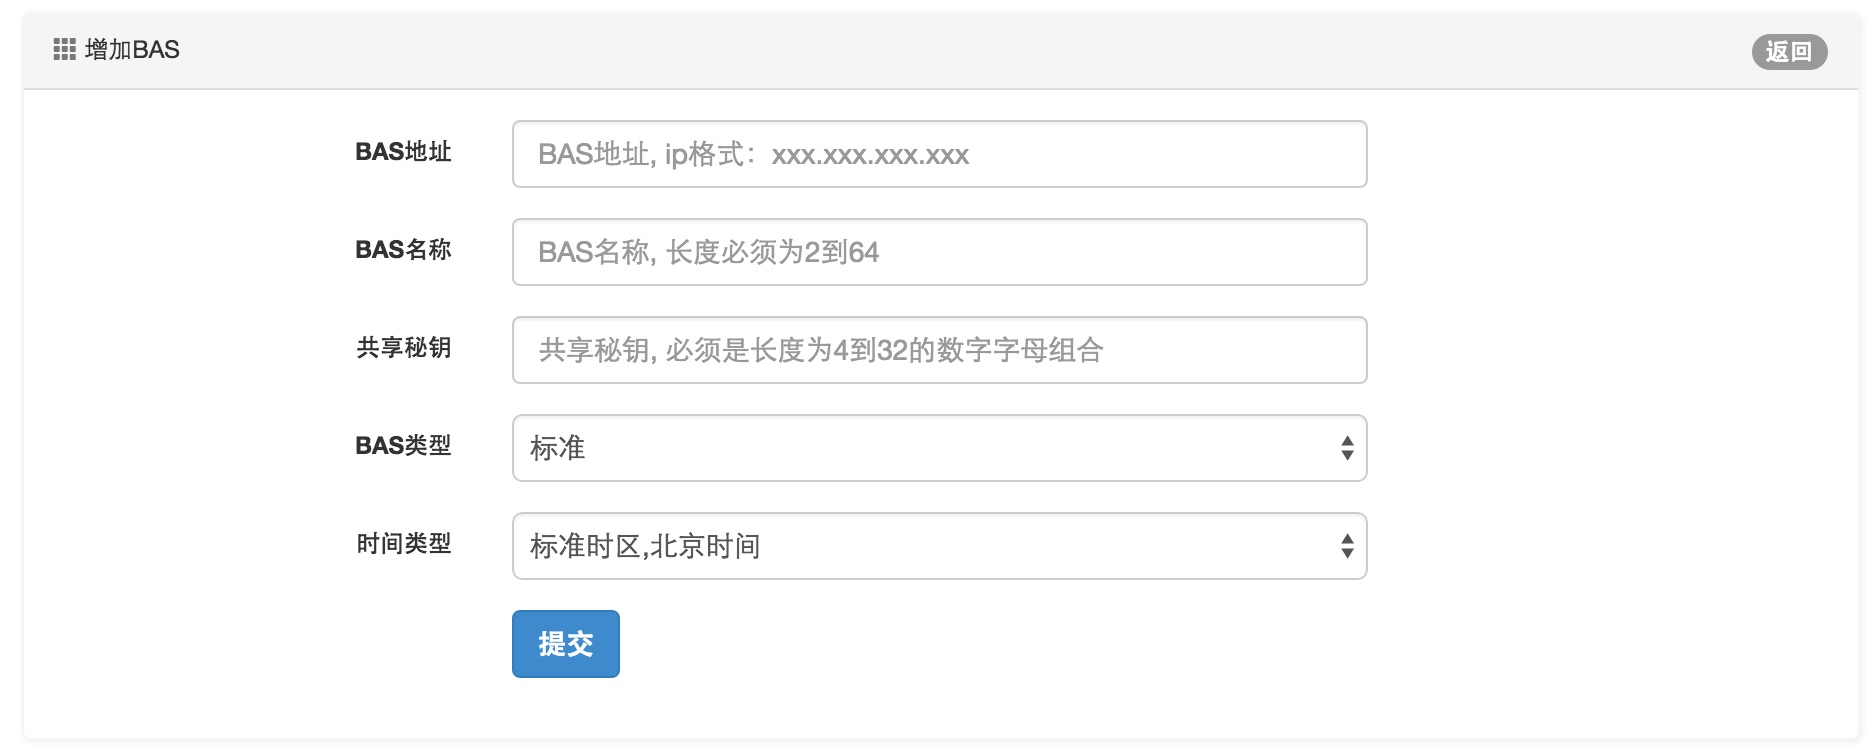 增加BAS
返回
BAS地址
BAS地址, ip格式：xxx.xxx.xxx.xxx
BAS名称
BAS名称, 长度必须为2到64
共享秘钥
共享秘钥, 必须是长度为4到32的数字字母组合
BAS类型
标准
时间类型
标准时区,北京时间
提交